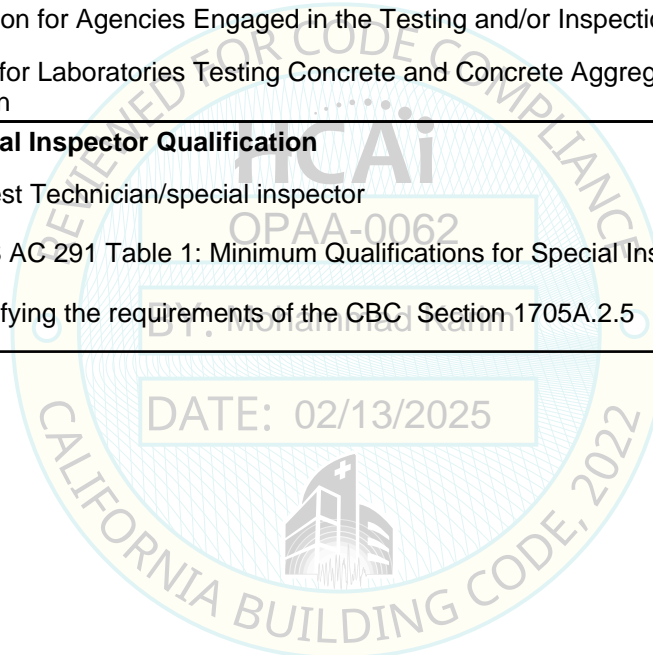 on for Agencies Engaged in the Testing and/or Inspectio
for Laboratories Testing Concrete and Concrete Aggreg
n
al Inspector Qualification
est Technician/special inspector
AC 291 Table 1: Minimum Qualifications for Special Ins
fying the requirements of the CBC Section 1705A.2.5
REVIEWED FOR CODE COMPLIANCE
HCAi
OPAA-0062
BY: Mohammad Karim
DATE: 02/13/2025
CALIFORNIA BUILDING CODE, 2022